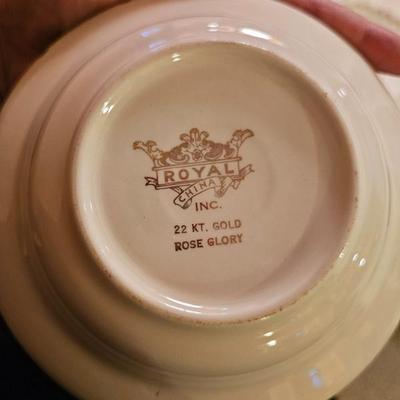 ROYAL
CHINA
INC.
22 KT. GOLD
ROSE GLORY